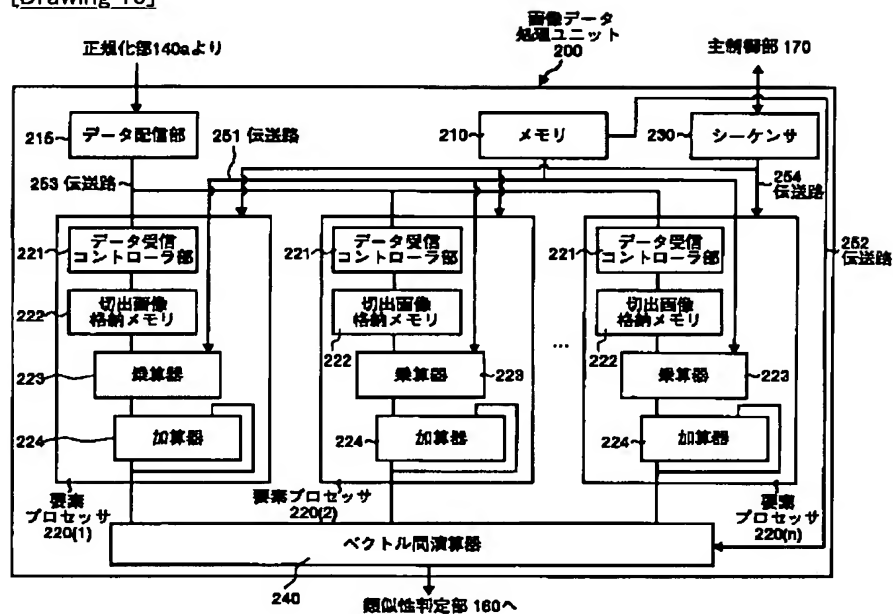 [Drawing 10]
画像データ
処理ユニット
200
正規化部140aより
主制御部 170
215
データ配信部
210
メモリ
230
シーケンサ
251 伝送路
253 伝送路
254
伝送路
252
伝送路
221
データ受信
コントローラ部
221
データ受信
コントローラ部
221
データ受信
コントローラ部
222
切出画像
格納メモリ
222
切出画像
格納メモリ
222
切出画像
格納メモリ
...
223
乗算器
乗算器
223
乗算器
223
224
加算器
224
加算器
224
加算器
要素
プロセッサ
220(1)
要素プロセッサ
220(2)
要素
プロセッサ
220(n)
ベクトル間演算器
240
類似性判定部 160へ